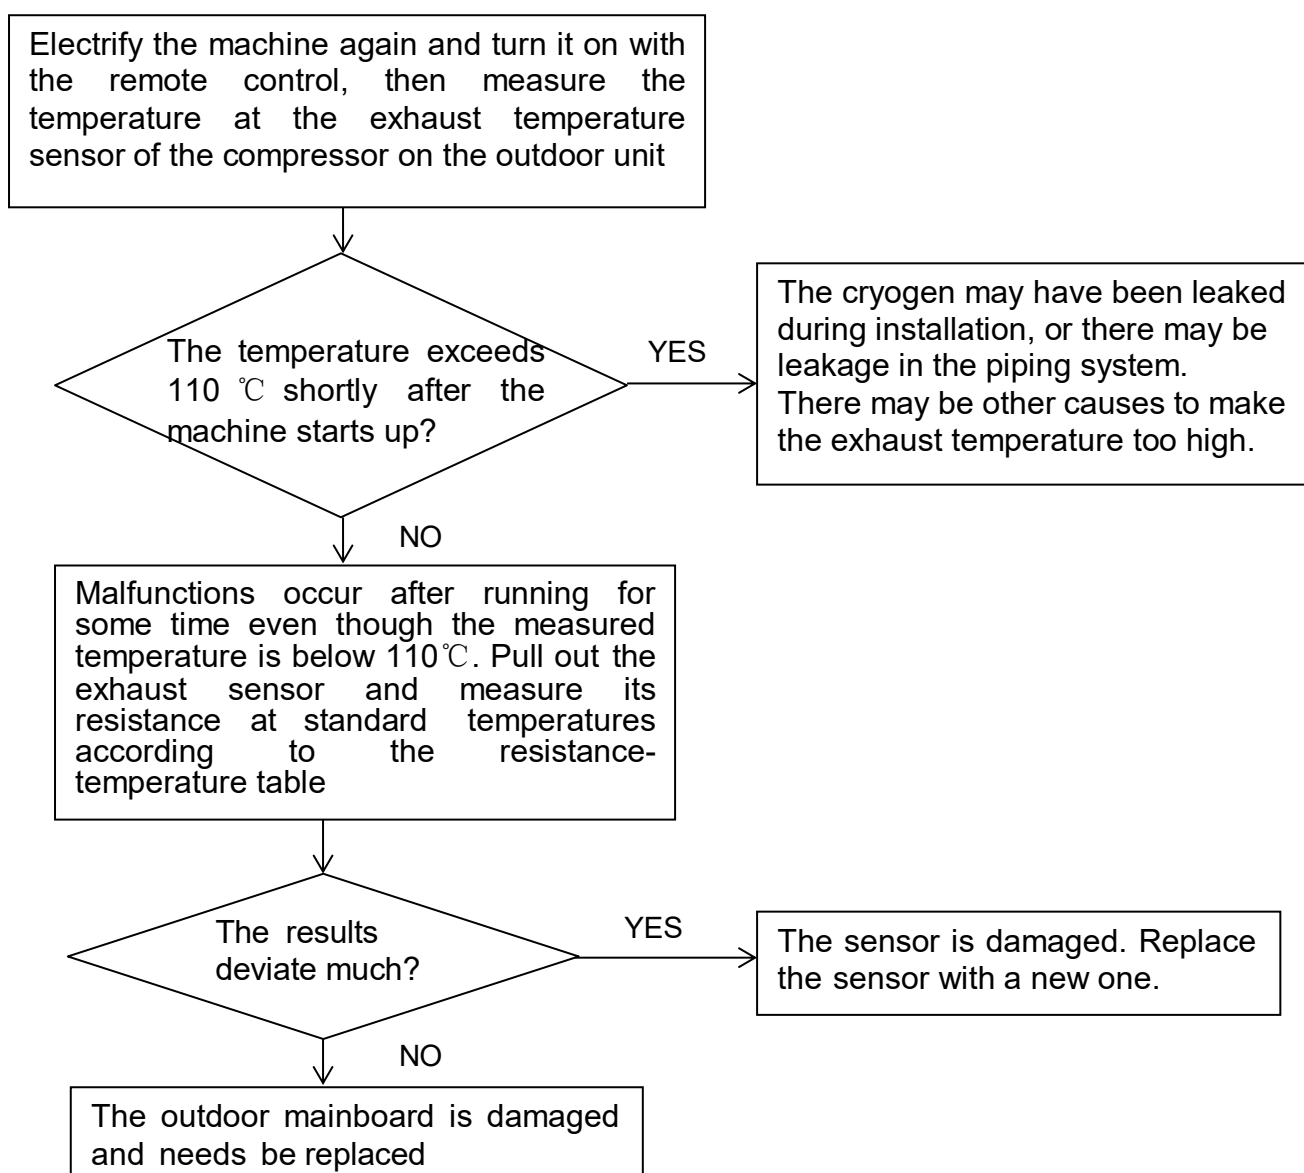 Electrify the machine again and turn it on with
the remote control, then measure the
temperature at the exhaust temperature
sensor of the compressor on the outdoor unit
The temperature exceeds
110 ℃ shortly after the
machine starts up?
YES
The cryogen may have been leaked
during installation, or there may be
leakage in the piping system.
There may be other causes to make
the exhaust temperature too high.
NO
Malfunctions occur after running for
some time even though the measured
temperature is below 110℃. Pull out the
exhaust sensor and measure its
resistance at standard temperatures
according to the resistance-
temperature table
The results
deviate much?
YES
The sensor is damaged. Replace
the sensor with a new one.
NO
The outdoor mainboard is damaged
and needs be replaced